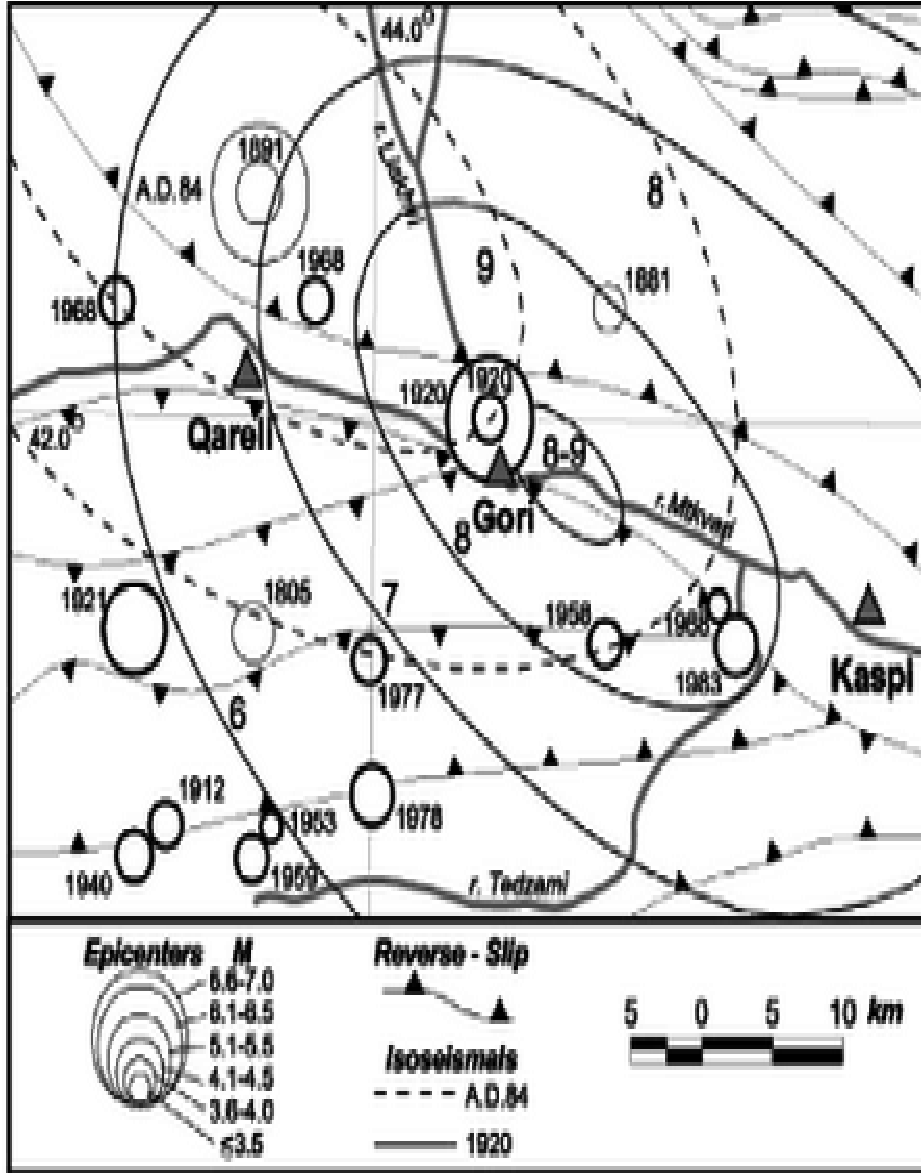 44.0°
1891
A.D. 84
8
9
1968
1968
1881
1920
1920
42.0°
Qareli
8-9
Gori
8
r. Mtkvari
1921
1805
7
1956
1968
1977
1983
Kaspi
6
1912
1953
1978
1940
1959
r. Tedzami
Epicenters M
6.6-7.0
6.1-6.5
5.1-5.5
4.1-4.5
3.6-4.0
≤3.5
Reverse - Slip
Isoseismals
A.D.84
1920
5 0 5 10 km